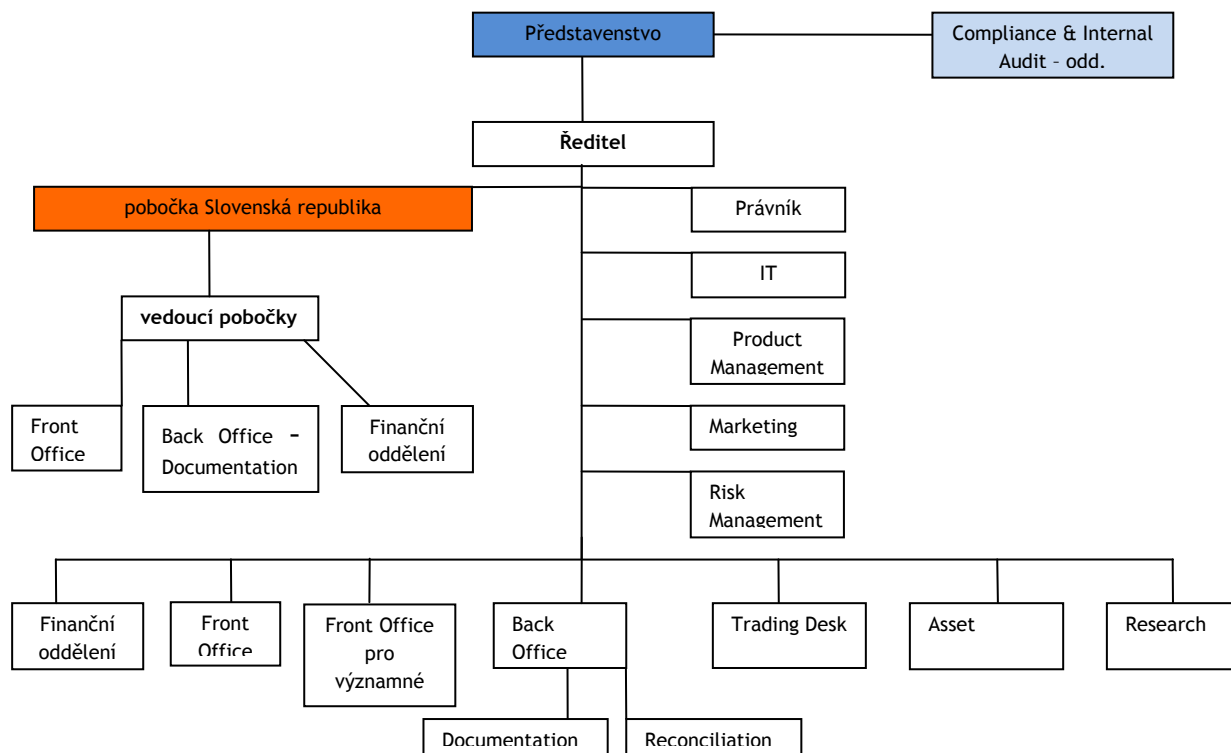 Představenstvo
Compliance & Internal
Audit - odd.
Ředitel
pobočka Slovenská republika
Právník
IT
vedoucí pobočky
Product
Management
Front
Office
Back Office –
Documentation
Finanční
oddělení
Marketing
Risk
Management
Finanční
oddělení
Front
Office
Front Office
pro
významné
Back
Office
Trading Desk
Asset
Research
Documentation
Reconciliation